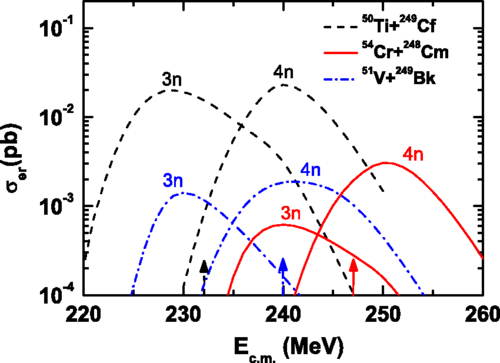 ⁵⁰Ti+²⁴⁹Cf
⁵⁴Cr+²⁴⁸Cm
⁵¹V+²⁴⁹Bk
3n
4n
3n
4n
3n
4n
σer(pb)
10⁻¹
10⁻²
10⁻³
10⁻⁴
220 230 240 250 260
Ec.m. (MeV)